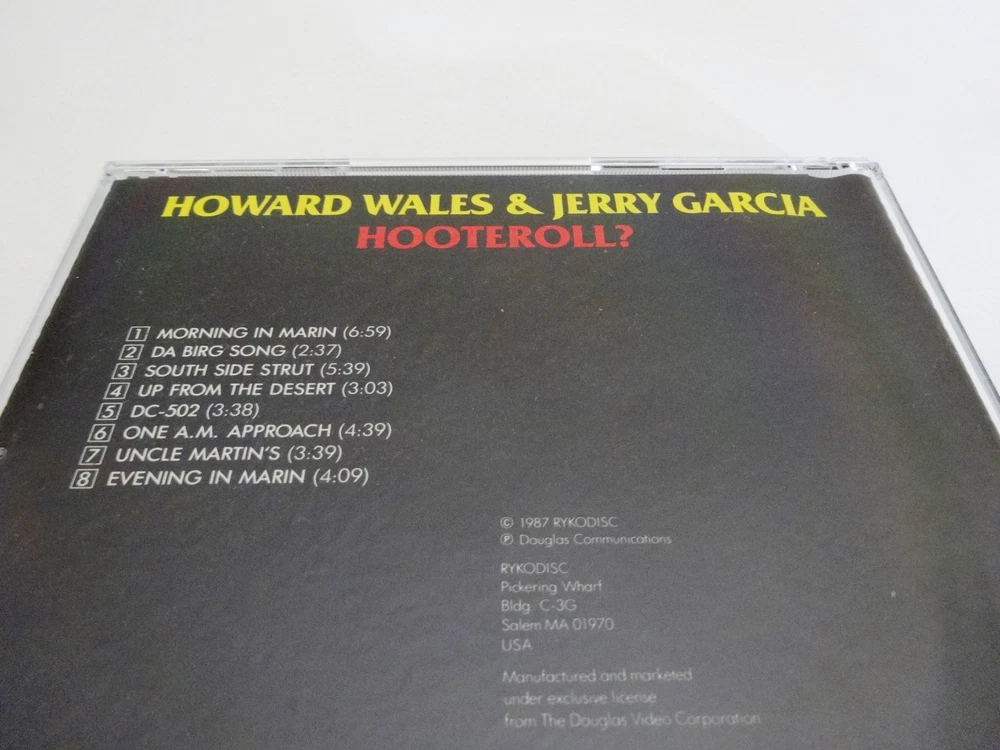 HOWARD WALES & JERRY GARCIA
HOOTEROLL?
1 MORNING IN MARIN (6:59)
2 DA BIRG SONG (2:37)
3 SOUTH SIDE STRUT (5:39)
4 UP FROM THE DESERT (3:03)
5 DC-502 (3:38)
6 ONE A.M. APPROACH (4:39)
7 UNCLE MARTIN'S (3:39)
8 EVENING IN MARIN (4:09)
© 1987 RYKODISC
℗ Douglas Communications
RYKODISC
Pickering Wharf
Bldg. C-3G
Salem MA 01970
USA
Manufactured and marketed
under exclusive license
from The Douglas Video Corporation